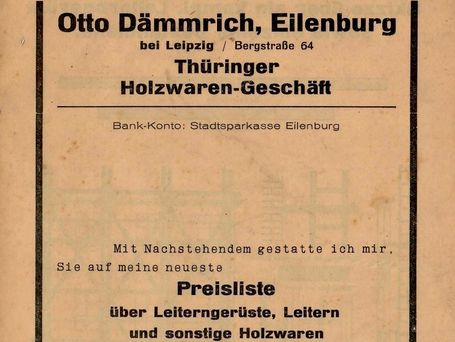 Otto Dämmrich, Eilenburg
bei Leipzig / Bergstraße 64
Thüringer
Holzwaren-Geschäft
Bank-Konto: Stadtsparkasse Eilenburg
Mit Nachstehendem gestatte ich mir,
Sie auf meine neueste
Preisliste
über Leiterngerüste, Leitern
und sonstige Holzwaren